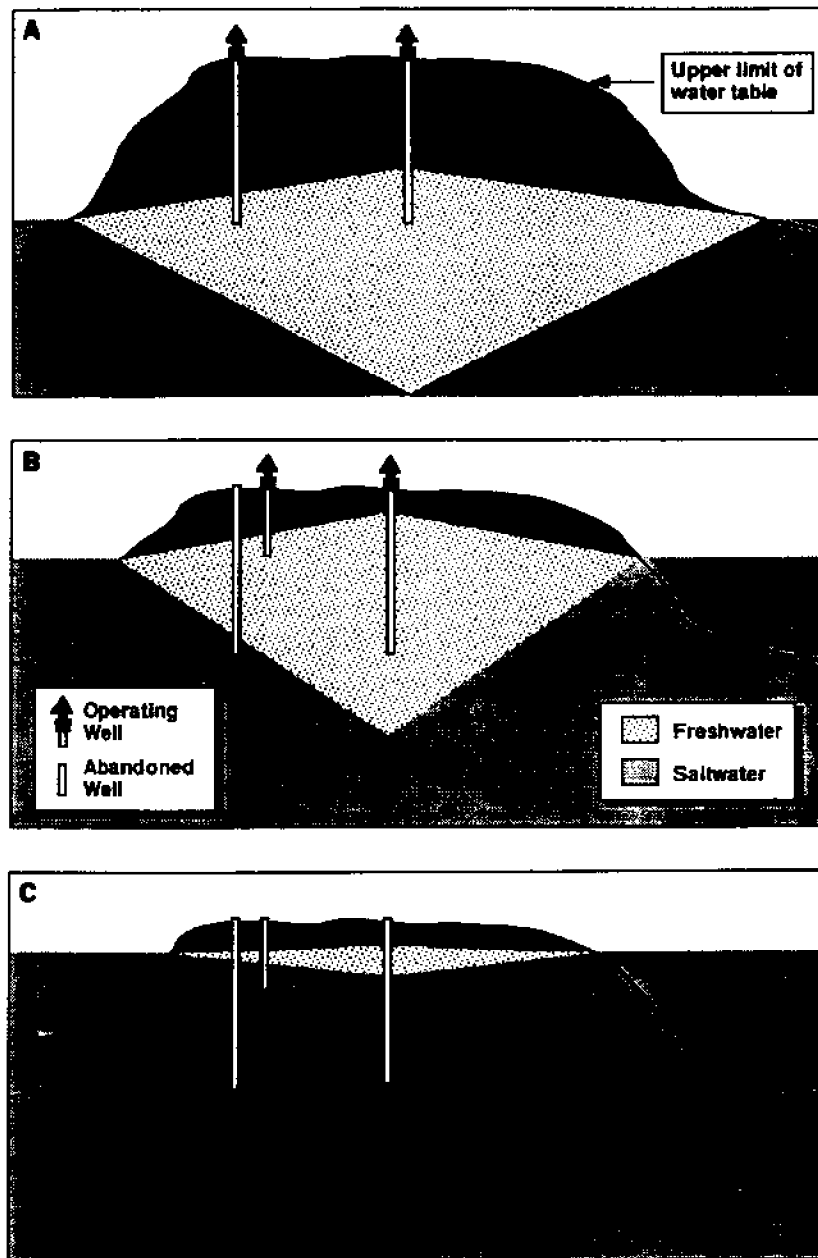 A
Upper limit of
water table
B
Operating
Well
Abandoned
Well
Freshwater
Saltwater
C